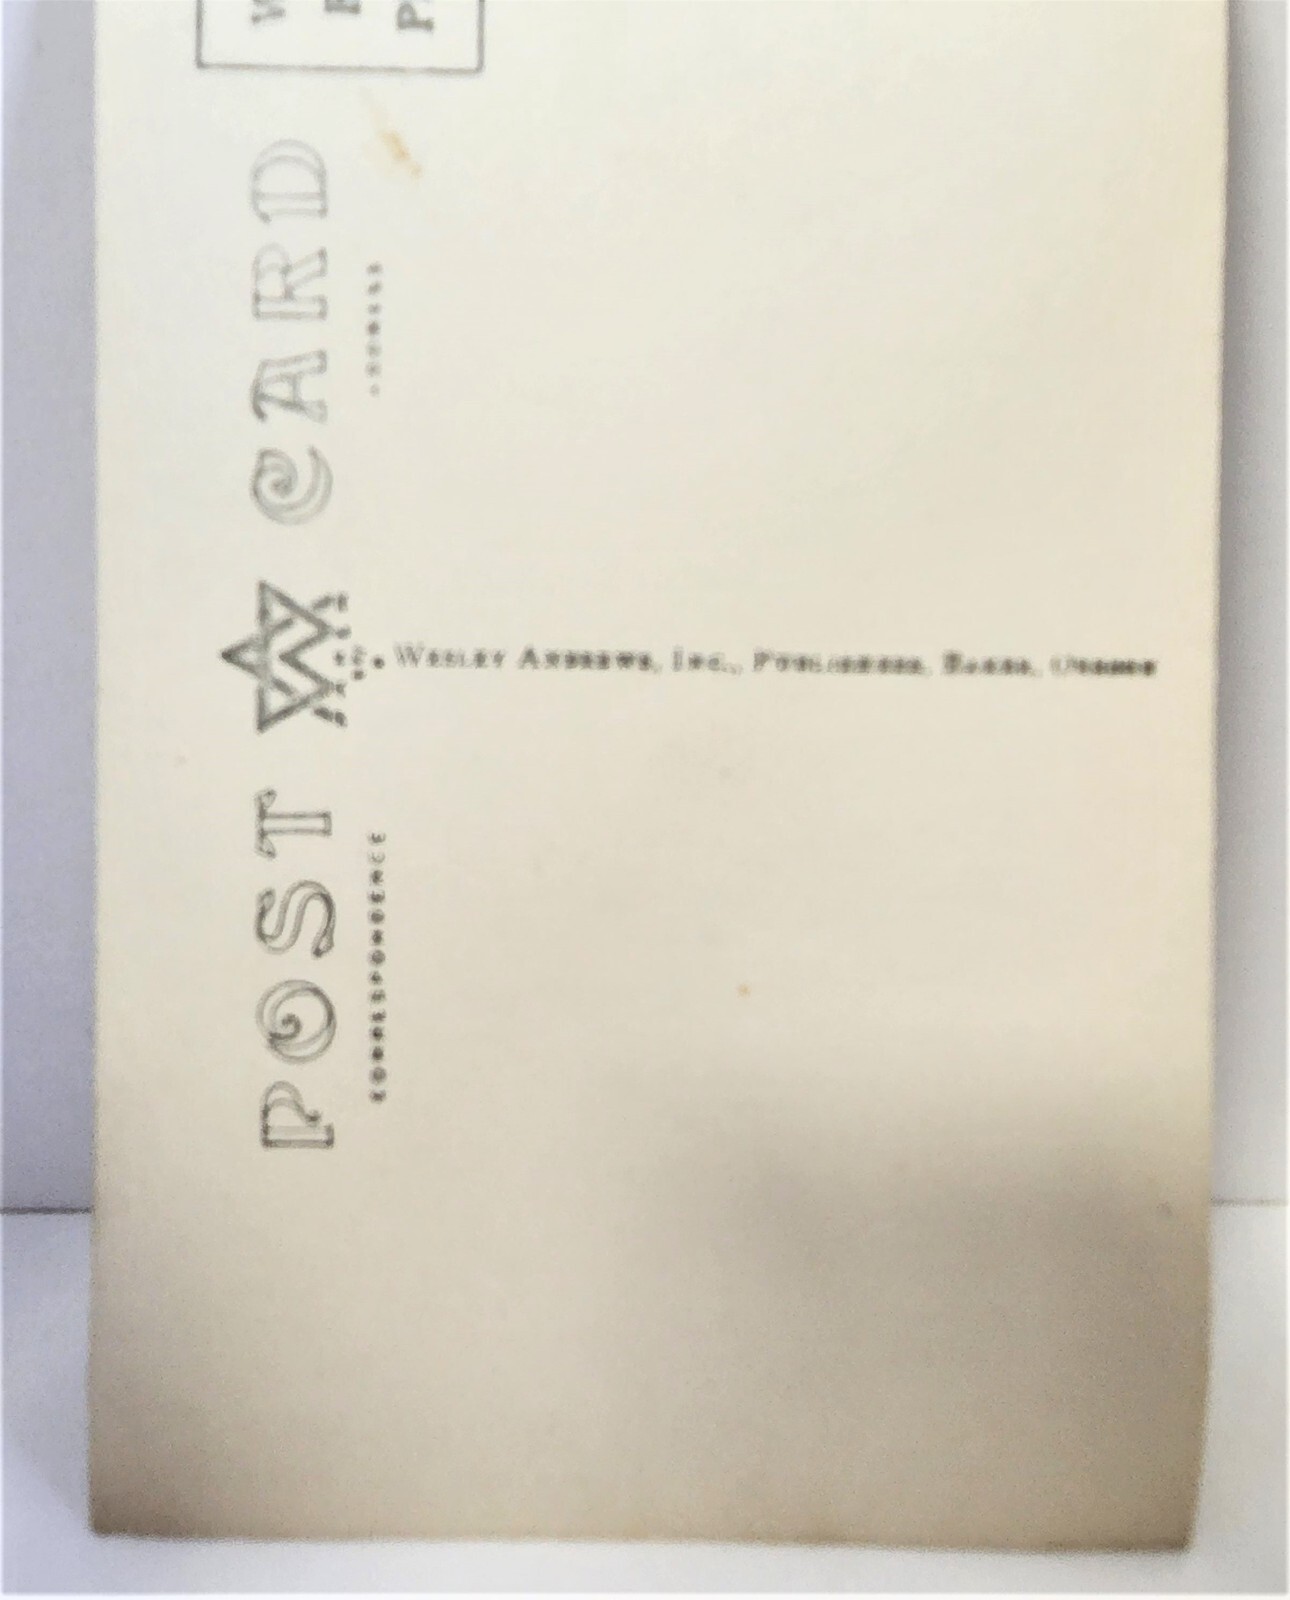 POST CARD
CORRESPONDENCE
ADDRESS
WESLEY ANDREWS, INC., PUBLISHERS, BAKER, OREGON
W
P